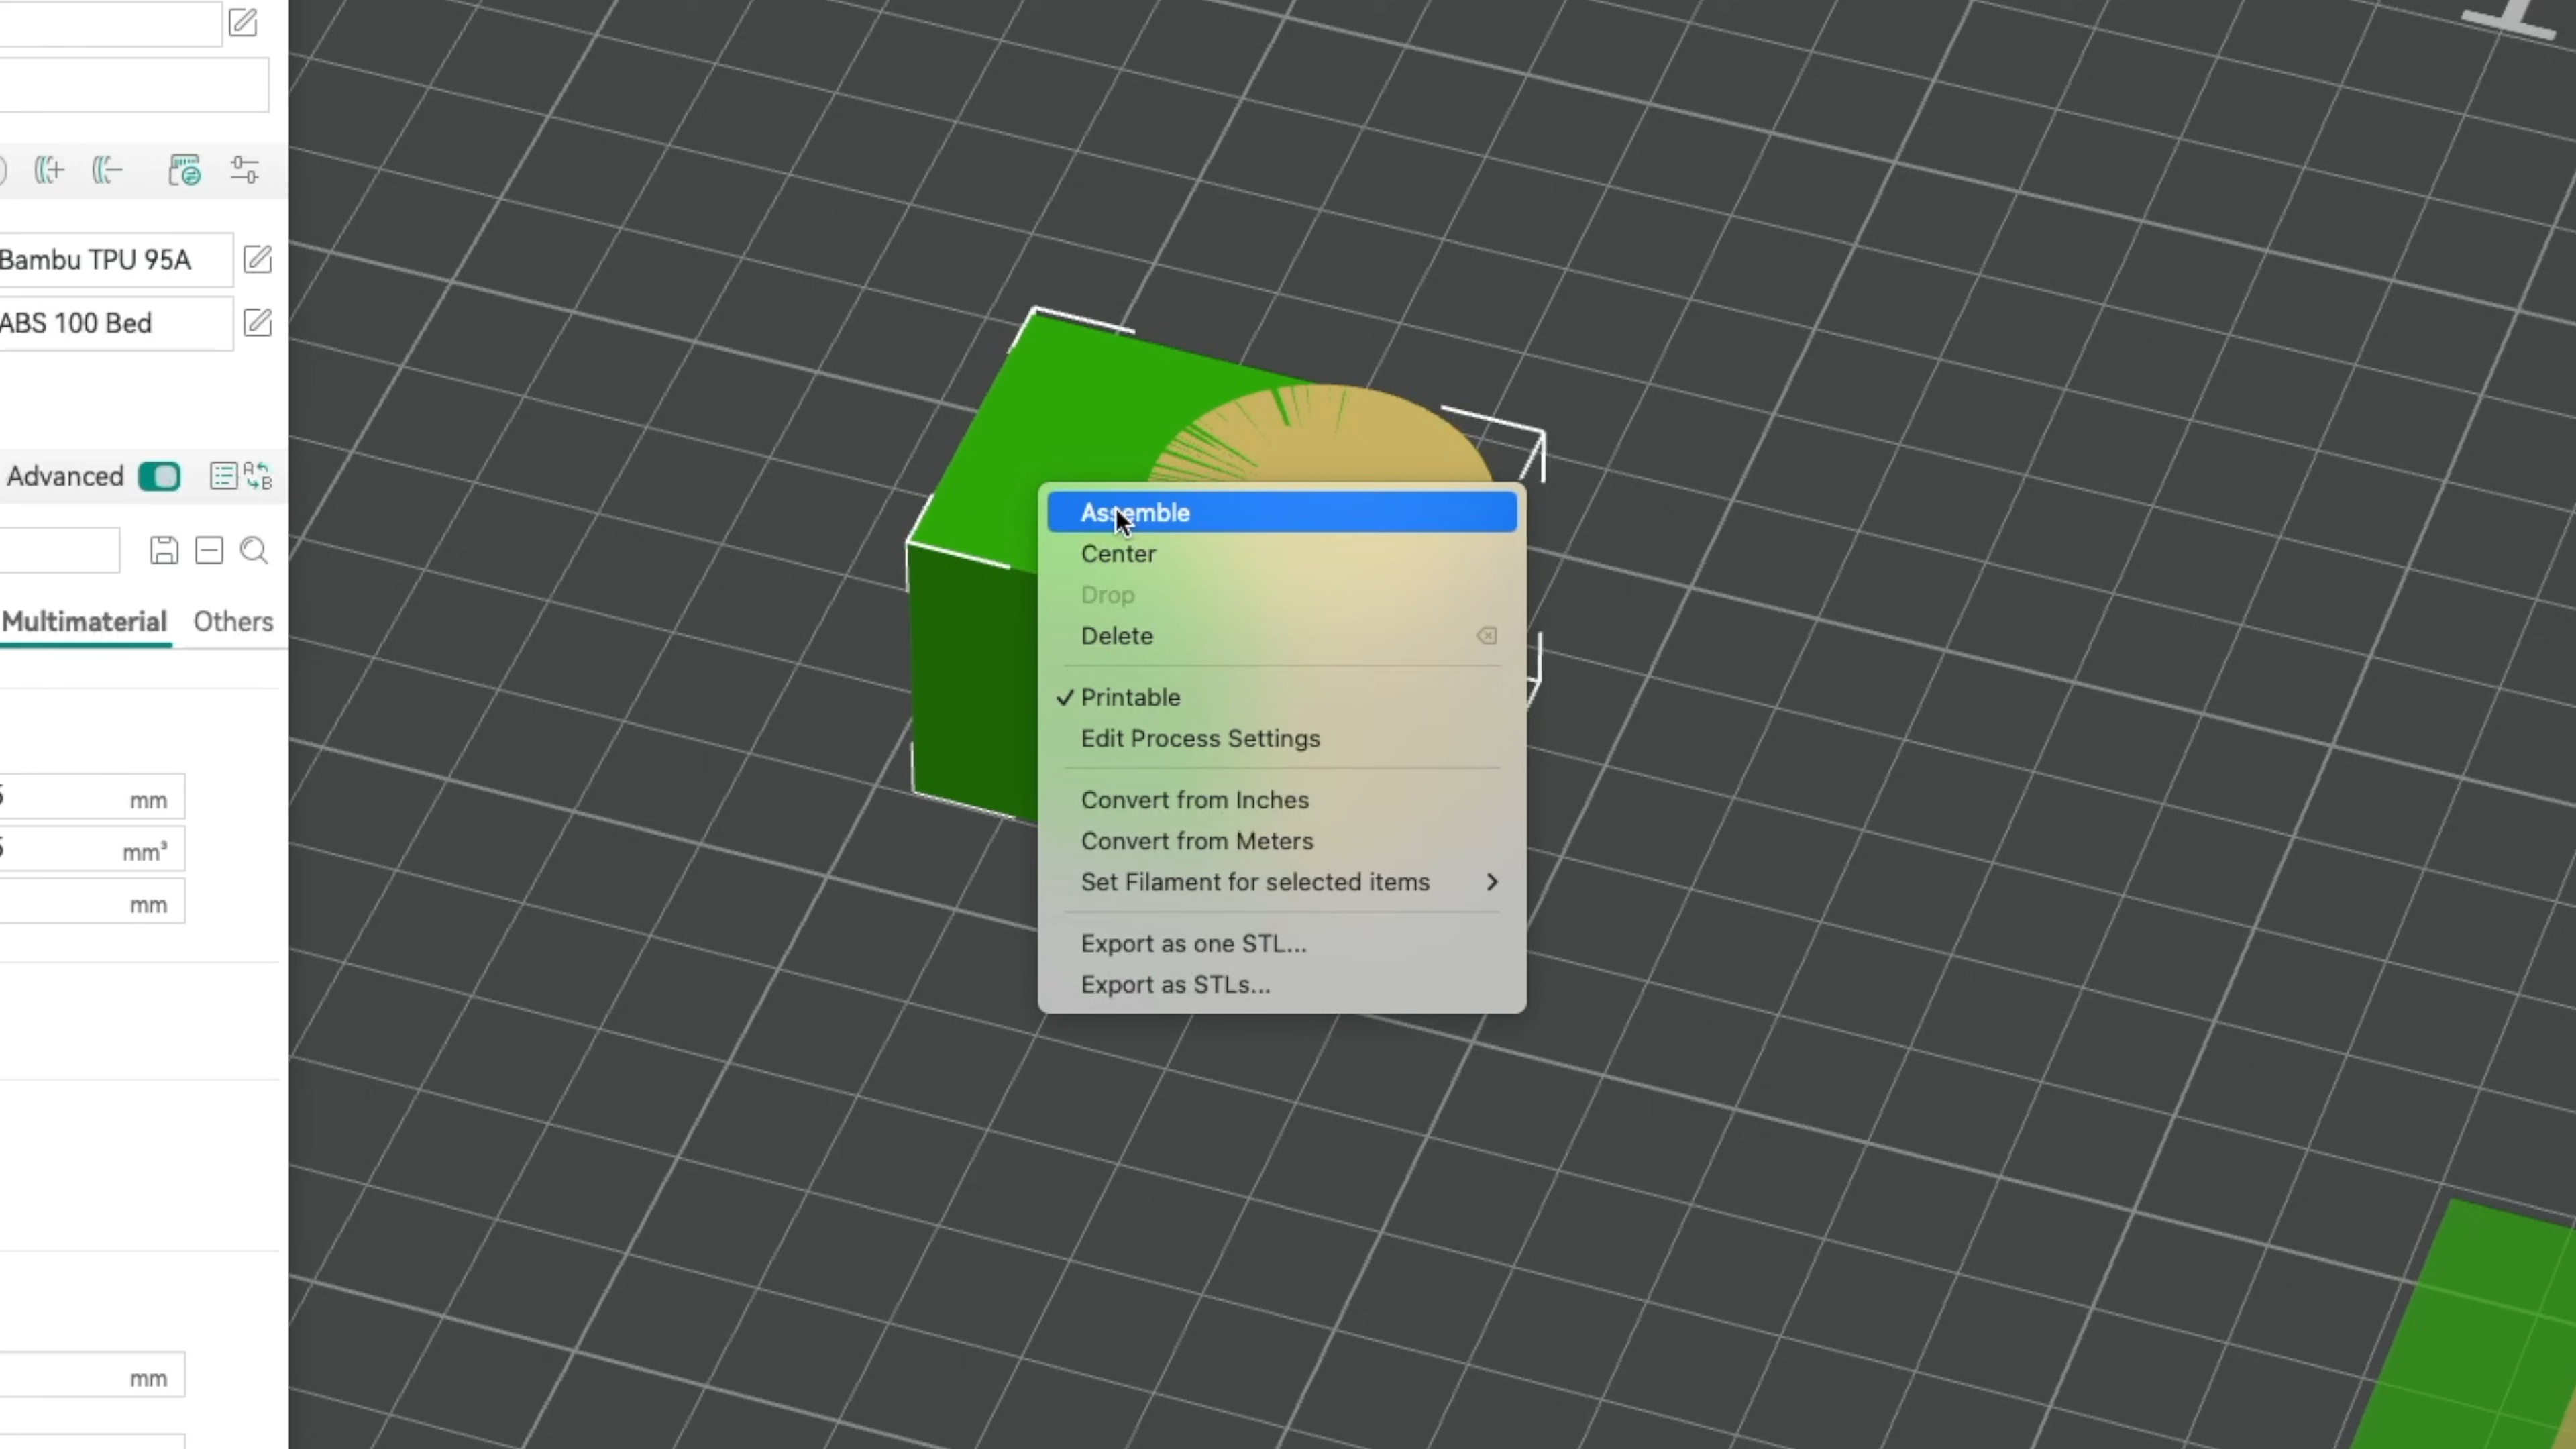 Bambu TPU 95A
ABS 100 Bed
Advanced
Multimaterial Others
mm
mm³
mm
mm
Assemble
Center
Drop
Delete
✓ Printable
Edit Process Settings
Convert from Inches
Convert from Meters
Set Filament for selected items
Export as one STL...
Export as STLs...